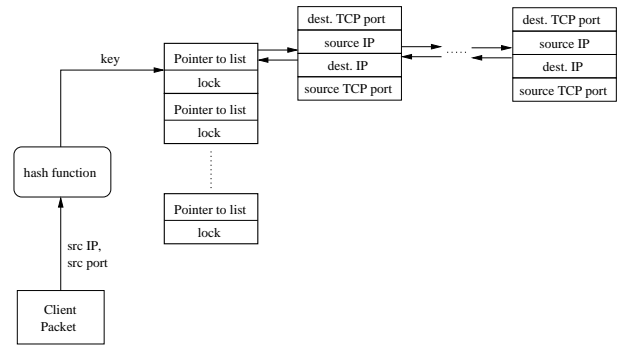 dest. TCP port
source IP
dest. IP
source TCP port
.....
dest. TCP port
source IP
dest. IP
source TCP port
key
Pointer to list
lock
Pointer to list
lock
Pointer to list
lock
hash function
src IP,
src port
Client
Packet